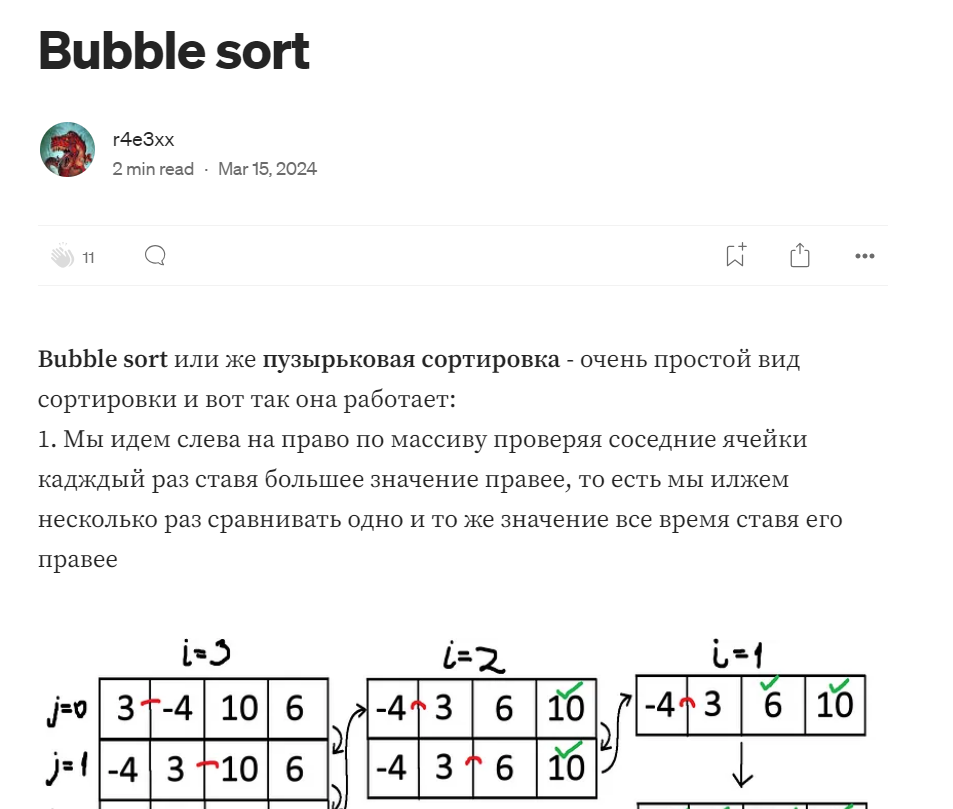 Bubble sort
r4e3xx
2 min read · Mar 15, 2024
11
Bubble sort или же пузырьковая сортировка - очень простой вид
сортировки и вот так она работает:
1. Мы идем слева на право по массиву проверяя соседние ячейки
кадждый раз ставя большее значение правее, то есть мы илжем
несколько раз сравнивать одно и то же значение все время ставя его
правее
i=3 i=2 i=1
j=0 3 -4 10 6 -4 3 6 10 -4 3 6 10
j=1 -4 3 10 6 -4 3 6 10